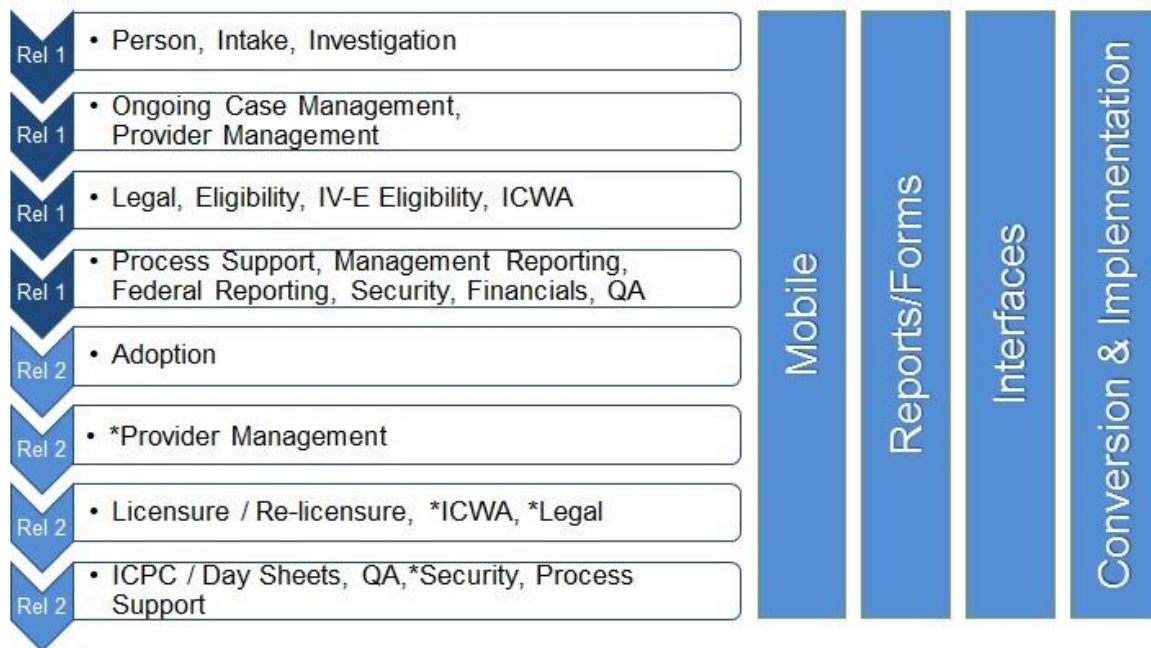 Rel 1
• Person, Intake, Investigation
Rel 1
• Ongoing Case Management,
Provider Management
Rel 1
• Legal, Eligibility, IV-E Eligibility, ICWA
Rel 1
• Process Support, Management Reporting,
Federal Reporting, Security, Financials, QA
Rel 2
• Adoption
Rel 2
• *Provider Management
Rel 2
• Licensure / Re-licensure, *ICWA, *Legal
Rel 2
• ICPC / Day Sheets, QA,*Security, Process
Support
Mobile
Reports/Forms
Interfaces
Conversion & Implementation